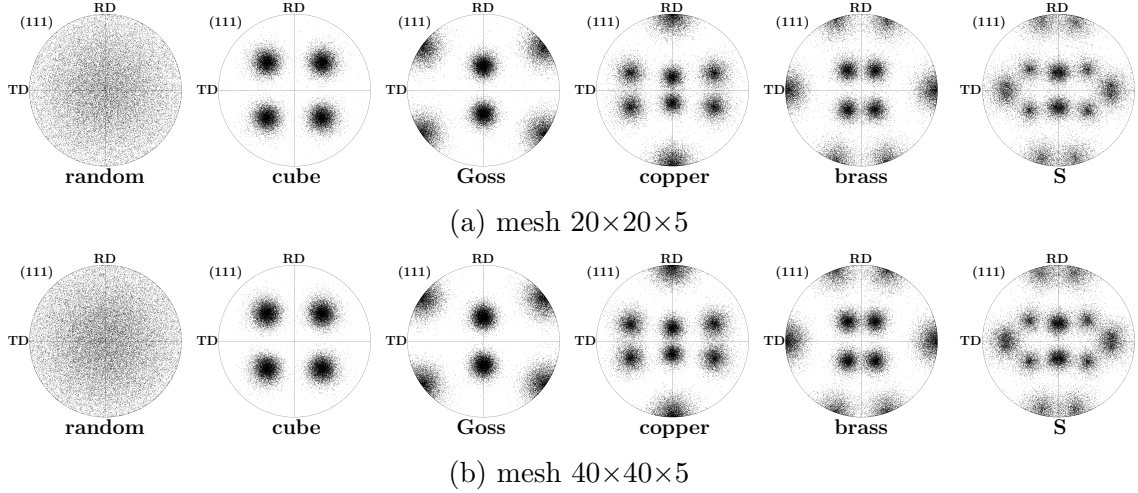 RD RD RD RD RD RD
(111) (111) (111) (111) (111) (111)
TD TD TD TD TD TD
random cube Goss copper brass S
(a) mesh 20×20×5
RD RD RD RD RD RD
(111) (111) (111) (111) (111) (111)
TD TD TD TD TD TD
random cube Goss copper brass S
(b) mesh 40×40×5